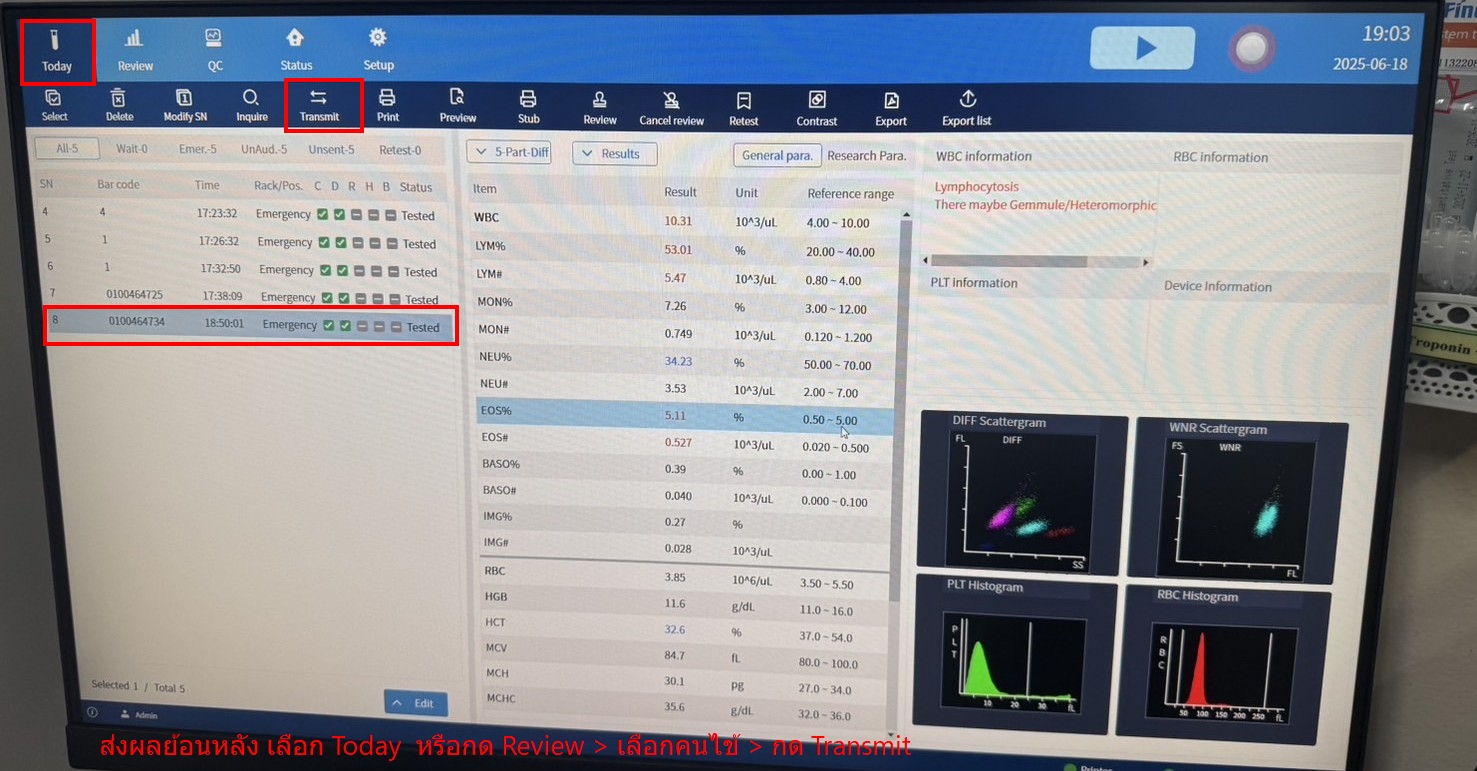 Today
Review
QC
Status
Setup
19:03
2025-06-18
Select
Delete
Modify SN
Inquire
Transmit
Print
Preview
Stub
Review
Cancel review
Retest
Contrast
Export
Export list
All-5 Wait-0 Emer.-5 UnAud.-5 Unsent-5 Retest-0
SN Bar code Time Rack/Pos. C D R H B Status
4 4 17:23:32 Emergency Tested
5 1 17:26:32 Emergency Tested
6 1 17:32:50 Emergency Tested
7 0100464725 17:38:09 Emergency Tested
8 0100464734 18:50:01 Emergency Tested
Selected 1 / Total 5
Edit
Admin
5-Part-Diff
Results
General para.
Research Para.
Item Result Unit Reference range
WBC 10.31 10^3/uL 4.00 ~ 10.00
LYM% 53.01 % 20.00 ~ 40.00
LYM# 5.47 10^3/uL 0.80 ~ 4.00
MON% 7.26 % 3.00 ~ 12.00
MON# 0.749 10^3/uL 0.120 ~ 1.200
NEU% 34.23 % 50.00 ~ 70.00
NEU# 3.53 10^3/uL 2.00 ~ 7.00
EOS% 5.11 % 0.50 ~ 5.00
EOS# 0.527 10^3/uL 0.020 ~ 0.500
BASO% 0.39 % 0.00 ~ 1.00
BASO# 0.040 10^3/uL 0.000 ~ 0.100
IMG% 0.27 %
IMG# 0.028 10^3/uL
RBC 3.85 10^6/uL 3.50 ~ 5.50
HGB 11.6 g/dL 11.0 ~ 16.0
HCT 32.6 % 37.0 ~ 54.0
MCV 84.7 fL 80.0 ~ 100.0
MCH 30.1 pg 27.0 ~ 34.0
MCHC 35.6 g/dL 32.0 ~ 36.0
WBC information
Lymphocytosis
There maybe Gemmule/Heteromorphic
RBC information
PLT information
Device Information
DIFF Scattergram
FL DIFF
SS
WNR Scattergram
FS WNR
FL
PLT Histogram
PLT
10 20 30 fL
RBC Histogram
RBC
50 100 150 200 250 fL
ส่งผลย้อนหลัง เลือก Today หรือกด Review > เลือกคนไข้ > กด Transmit
Printer